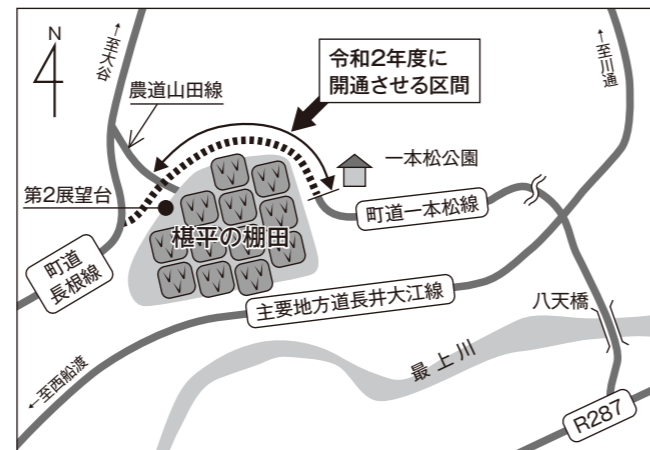 N
←至大谷
農道山田線
令和2年度に
開通させる区間
←至川通
一本松公園
第2展望台
町道一本松線
椹平の棚田
町道
長根線
主要地方道長井大江線
八天橋
最上川
←至西船渡
R287